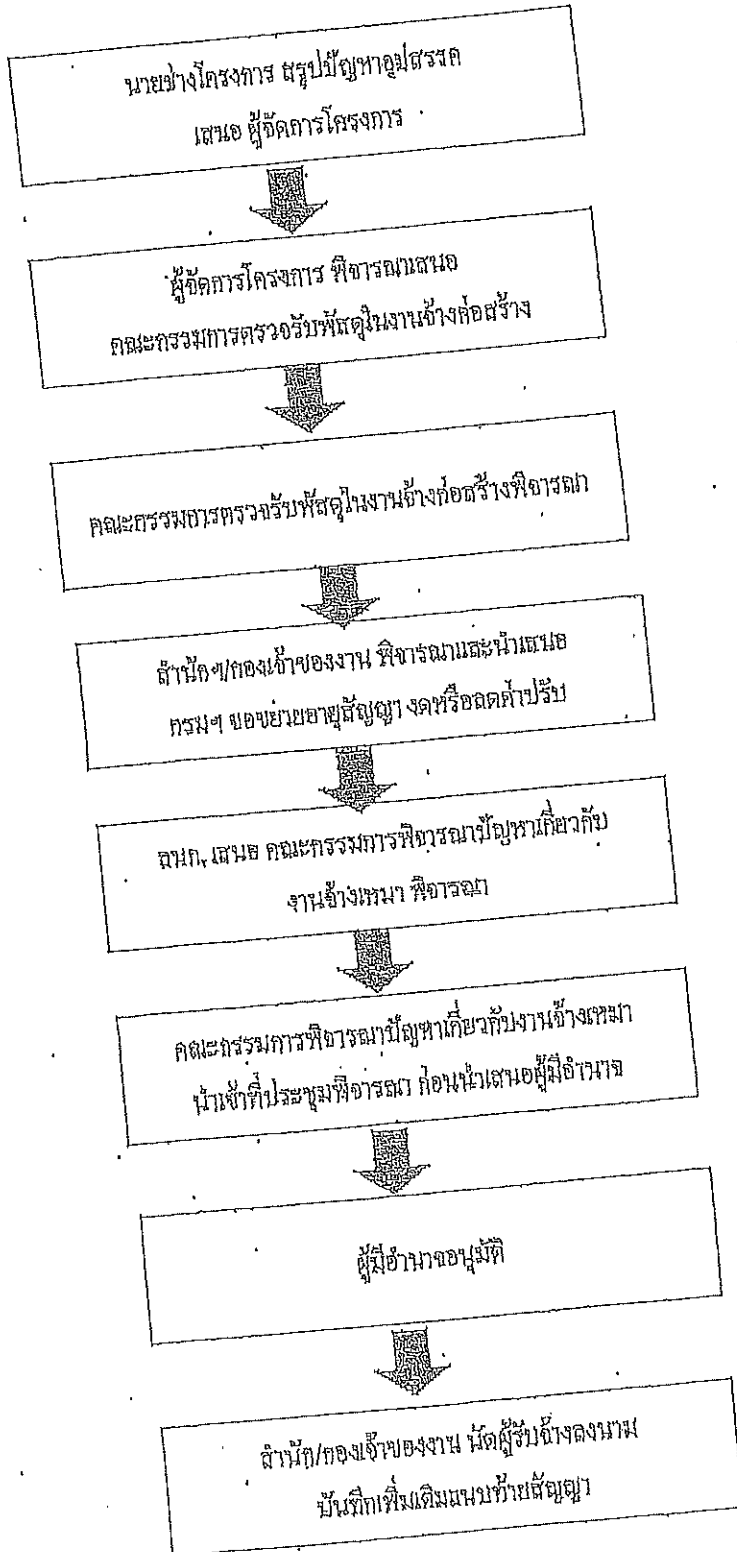 นายช่างโครงการ สรุปปัญหาอุปสรรค
เสนอ ผู้จัดการโครงการ
ผู้จัดการโครงการ พิจารณาเสนอ
คณะกรรมการตรวจรับพัสดุในงานจ้างก่อสร้าง
คณะกรรมการตรวจรับพัสดุในงานจ้างก่อสร้างพิจารณา
สำนักฯ/กองเจ้าของงาน พิจารณาและนำเสนอ
กรมฯ ขอขยายอายุสัญญา งดหรือลดค่าปรับ
เสนอ คณะกรรมการพิจารณาปัญหาเกี่ยวกับ
งานจ้างเหมา พิจารณา
คณะกรรมการพิจารณาปัญหาเกี่ยวกับงานจ้างเหมา
นำเข้าที่ประชุมพิจารณา ก่อนนำเสนอผู้มีอำนาจ
ผู้มีอำนาจอนุมัติ
สำนัก/กองเจ้าของงาน นัดผู้รับจ้างลงนาม
บันทึกเพิ่มเติมแนบท้ายสัญญา